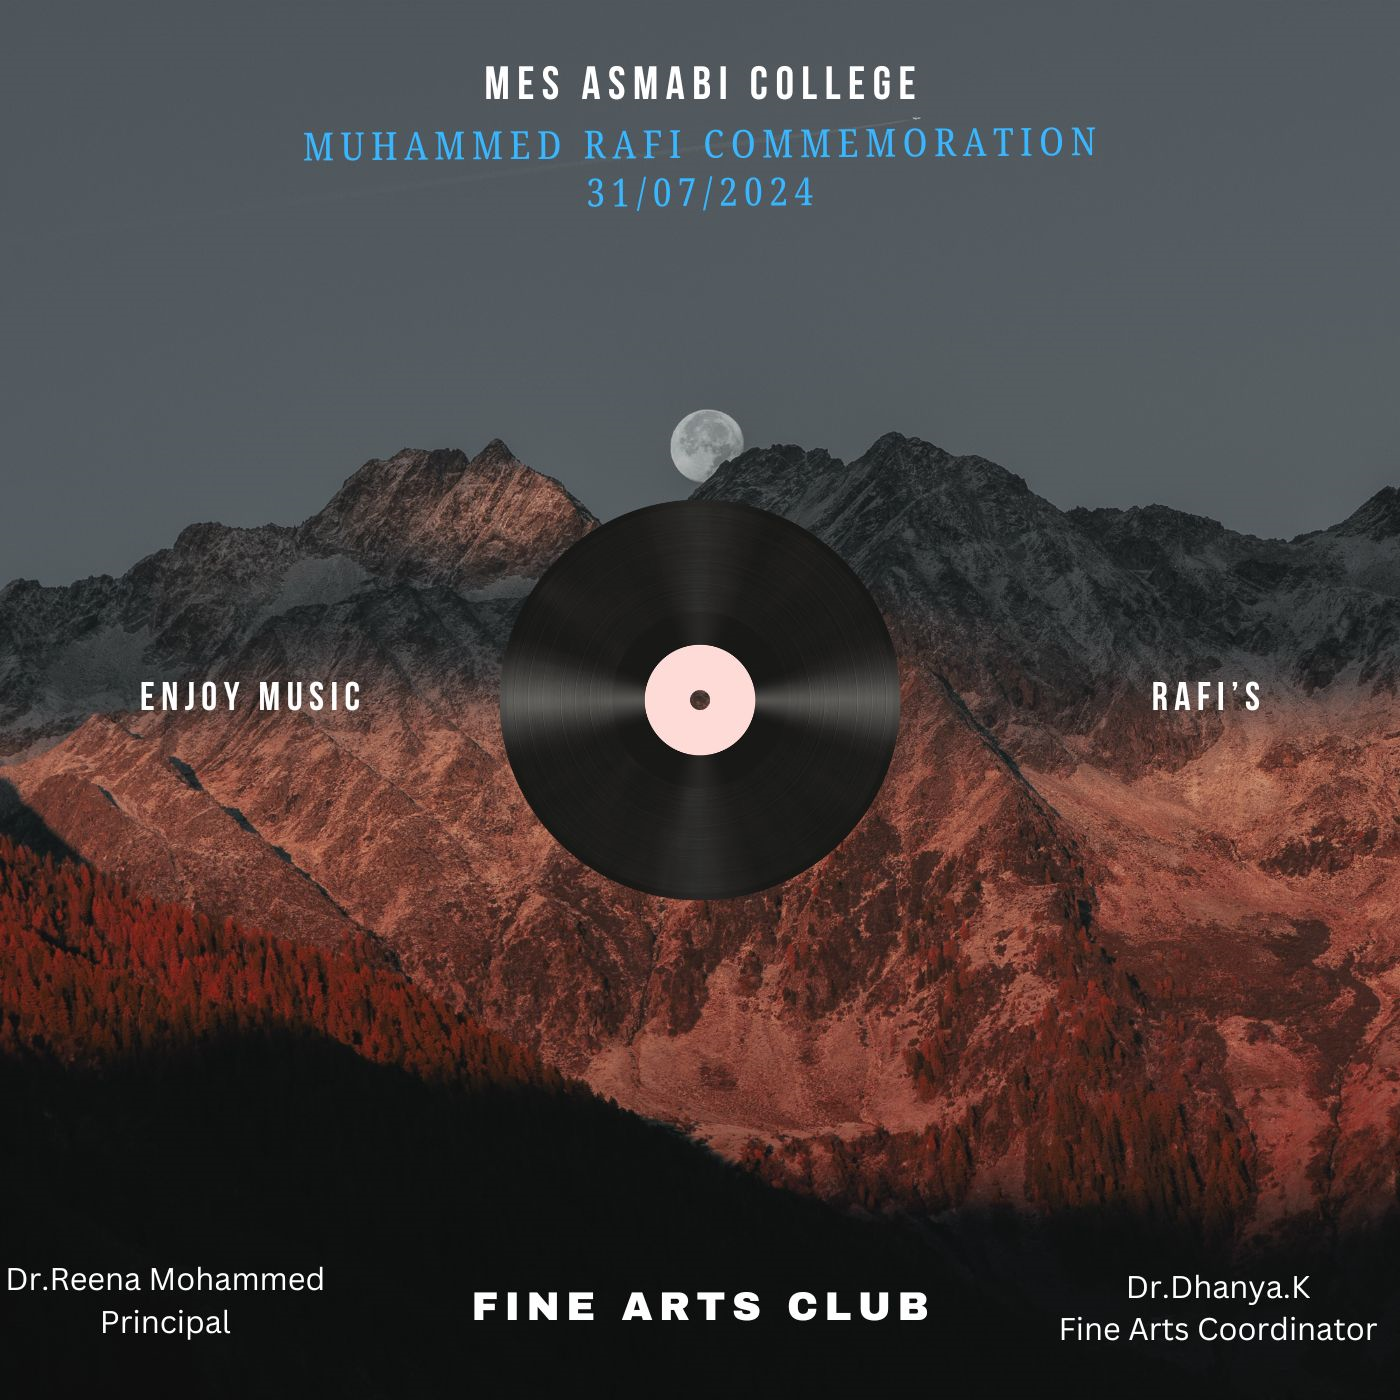 MES ASMABI COLLEGE
MUHAMMED RAFI COMMEMORATION
31/07/2024
ENJOY MUSIC
RAFI’S
Dr.Reena Mohammed
Principal
FINE ARTS CLUB
Dr.Dhanya.K
Fine Arts Coordinator